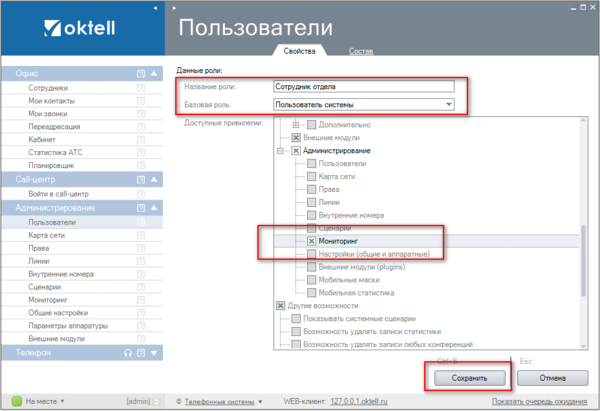 oktell
Пользователи
Свойства
Состав
Офис
Сотрудники
Мои контакты
Мои звонки
Переадресация
Кабинет
Статистика АТС
Планировщик
Call-центр
Войти в call-центр
Администрирование
Пользователи
Карта сети
Права
Линии
Внутренние номера
Сценарии
Мониторинг
Общие настройки
Параметры аппаратуры
Внешние модули
Телефон
Данные роли:
Название роли: Сотрудник отдела
Базовая роль: Пользователь системы
Доступные привилегии:
Дополнительно
Внешние модули
Администрирование
Пользователи
Карта сети
Права
Линии
Внутренние номера
Сценарии
Мониторинг
Настройки (общие и аппаратные)
Внешние модули (plugins)
Мобильные маски
Мобильная статистика
Другие возможности
Показывать системные сценарии
Возможность удалять записи статистики
Возможность удалять записи любых конференций
Ctrl+S
Esc
Сохранить
Отмена
На месте
[admin]
© Телефонные системы
WEB-клиент: 127.0.0.1.oktell.ru
Показать очередь ожидания